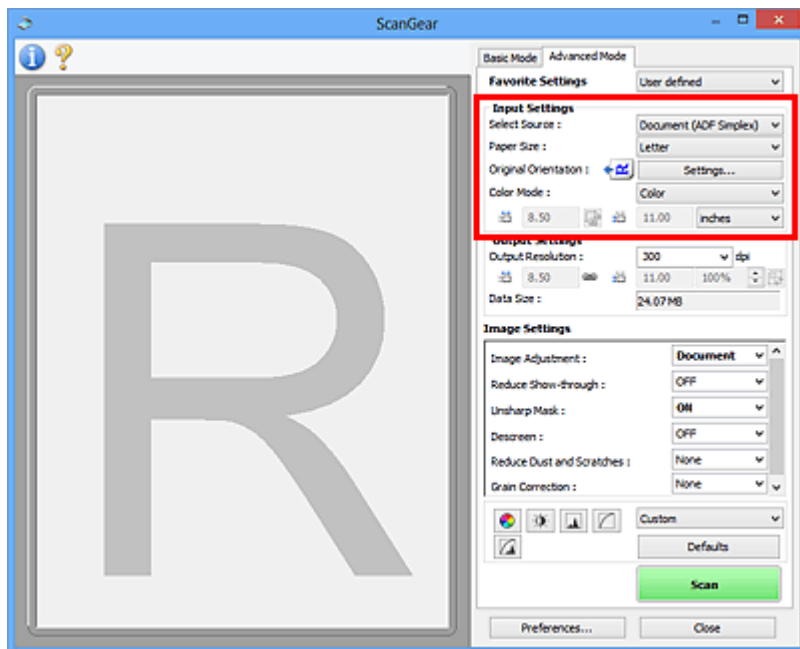 ScanGear
Basic Mode Advanced Mode
Favorite Settings User defined
Input Settings
Select Source : Document (ADF Simplex)
Paper Size : Letter
Original Orientation : Settings...
Color Mode : Color
8.50 11.00 inches
Output Settings
Output Resolution : 300 dpi
8.50 11.00 100%
Data Size : 24.07 MB
Image Settings
Image Adjustment : Document
Reduce Show-through : OFF
Unsharp Mask : ON
Descreen : OFF
Reduce Dust and Scratches : None
Grain Correction : None
Custom
Defaults
Scan
Preferences... Close
R